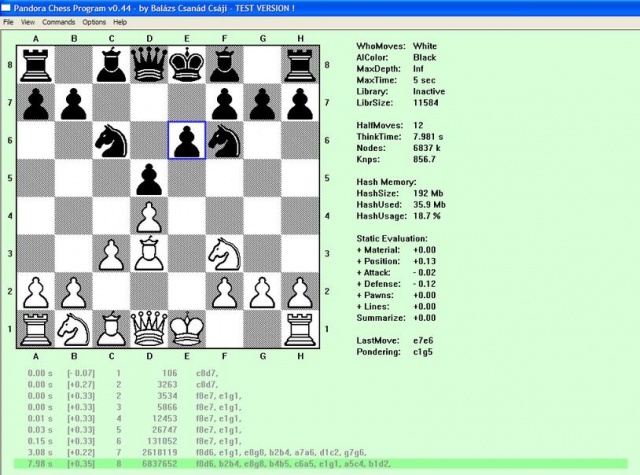 Pandora Chess Program v0.44 - by Balázs Csanád Csáji - TEST VERSION !
File View Commands Options Help
A B C D E F G H
8 8
7 7
6 6
5 5
4 4
3 3
2 2
1 1
A B C D E F G H
WhoMoves: White
AIColor: Black
MaxDepth: Inf
MaxTime: 5 sec
Library: Inactive
LibrSize: 11584
HalfMoves: 12
ThinkTime: 7.981 s
Nodes: 6837 k
Knps: 856.7
Hash Memory:
HashSize: 192 Mb
HashUsed: 35.9 Mb
HashUsage: 18.7 %
Static Evaluation:
+ Material: +0.00
+ Position: +0.13
+ Attack: - 0.02
+ Defense: - 0.12
+ Pawns: +0.00
+ Lines: +0.00
Summarize: +0.00
LastMove: e7e6
Pondering: c1g5
0.00 s [- 0.07] 1 106 c8d7,
0.00 s [+0.27] 2 3263 c8d7,
0.00 s [+0.33] 2 3534 f8e7, e1g1,
0.00 s [+0.33] 3 5866 f8e7, e1g1,
0.01 s [+0.33] 4 12453 f8e7, e1g1,
0.03 s [+0.33] 5 26747 f8e7, e1g1,
0.15 s [+0.33] 6 131052 f8e7, e1g1,
3.08 s [+0.22] 7 2618119 f8d6, e1g1, e8g8, b2b4, a7a6, d1c2, g7g6,
7.98 s [+0.35] 8 6837652 f8d6, b2b4, e8g8, b4b5, c6a5, e1g1, a5c4, b1d2,